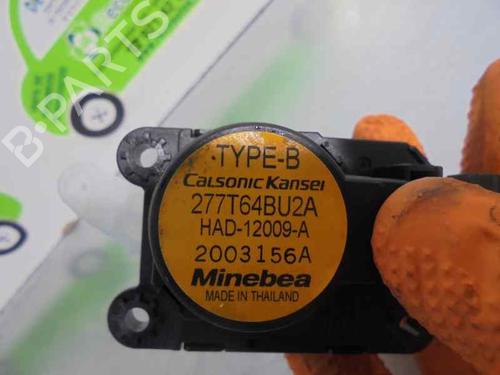 TYPE-B
CALSONIC KANSEI
277T64BU2A
HAD-12009-A
2003156A
Minebea
MADE IN THAILAND
B-PARTS